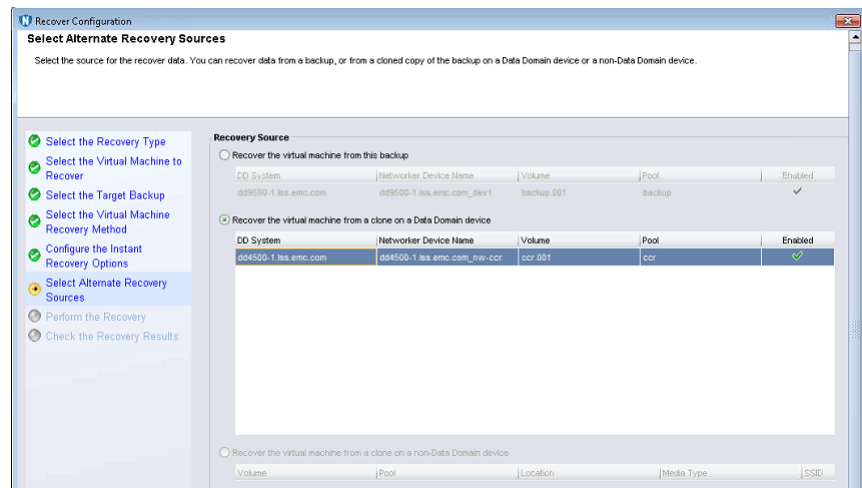 Recover Configuration
Select Alternate Recovery Sources
Select the source for the recover data. You can recover data from a backup, or from a cloned copy of the backup on a Data Domain device or a non-Data Domain device.
Select the Recovery Type
Select the Virtual Machine to
Recover
Select the Target Backup
Select the Virtual Machine
Recovery Method
Configure the Instant
Recovery Options
Select Alternate Recovery
Sources
Perform the Recovery
Check the Recovery Results
Recovery Source
Recover the virtual machine from this backup
DD System Networker Device Name Volume Pool Enabled
dd9500-1.lss.emc.com dd9500-1.lss.emc.com_dev1 backup.001 backup
Recover the virtual machine from a clone on a Data Domain device
DD System Networker Device Name Volume Pool Enabled
dd4500-1.lss.emc.com dd4500-1.lss.emc.com_nw-ccr ccr.001 ccr
Recover the virtual machine from a clone on a non-Data Domain device
Volume Pool Location Media Type SSID